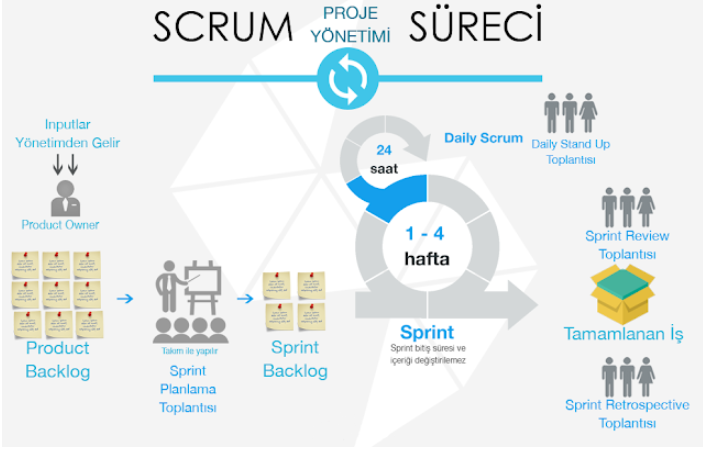 SCRUM PROJE YÖNETİMİ SÜRECİ
Inputlar
Yönetimden Gelir
Product Owner
Product
Backlog
Takım ile yapılır
Sprint
Planlama
Toplantısı
Sprint
Backlog
24
saat
1 - 4
hafta
Sprint
Sprint bitiş süresi ve
içeriği değiştirilemez
Daily Scrum
Daily Stand Up
Toplantısı
Sprint Review
Toplantısı
Tamamlanan İş
Sprint Retrospective
Toplantısı